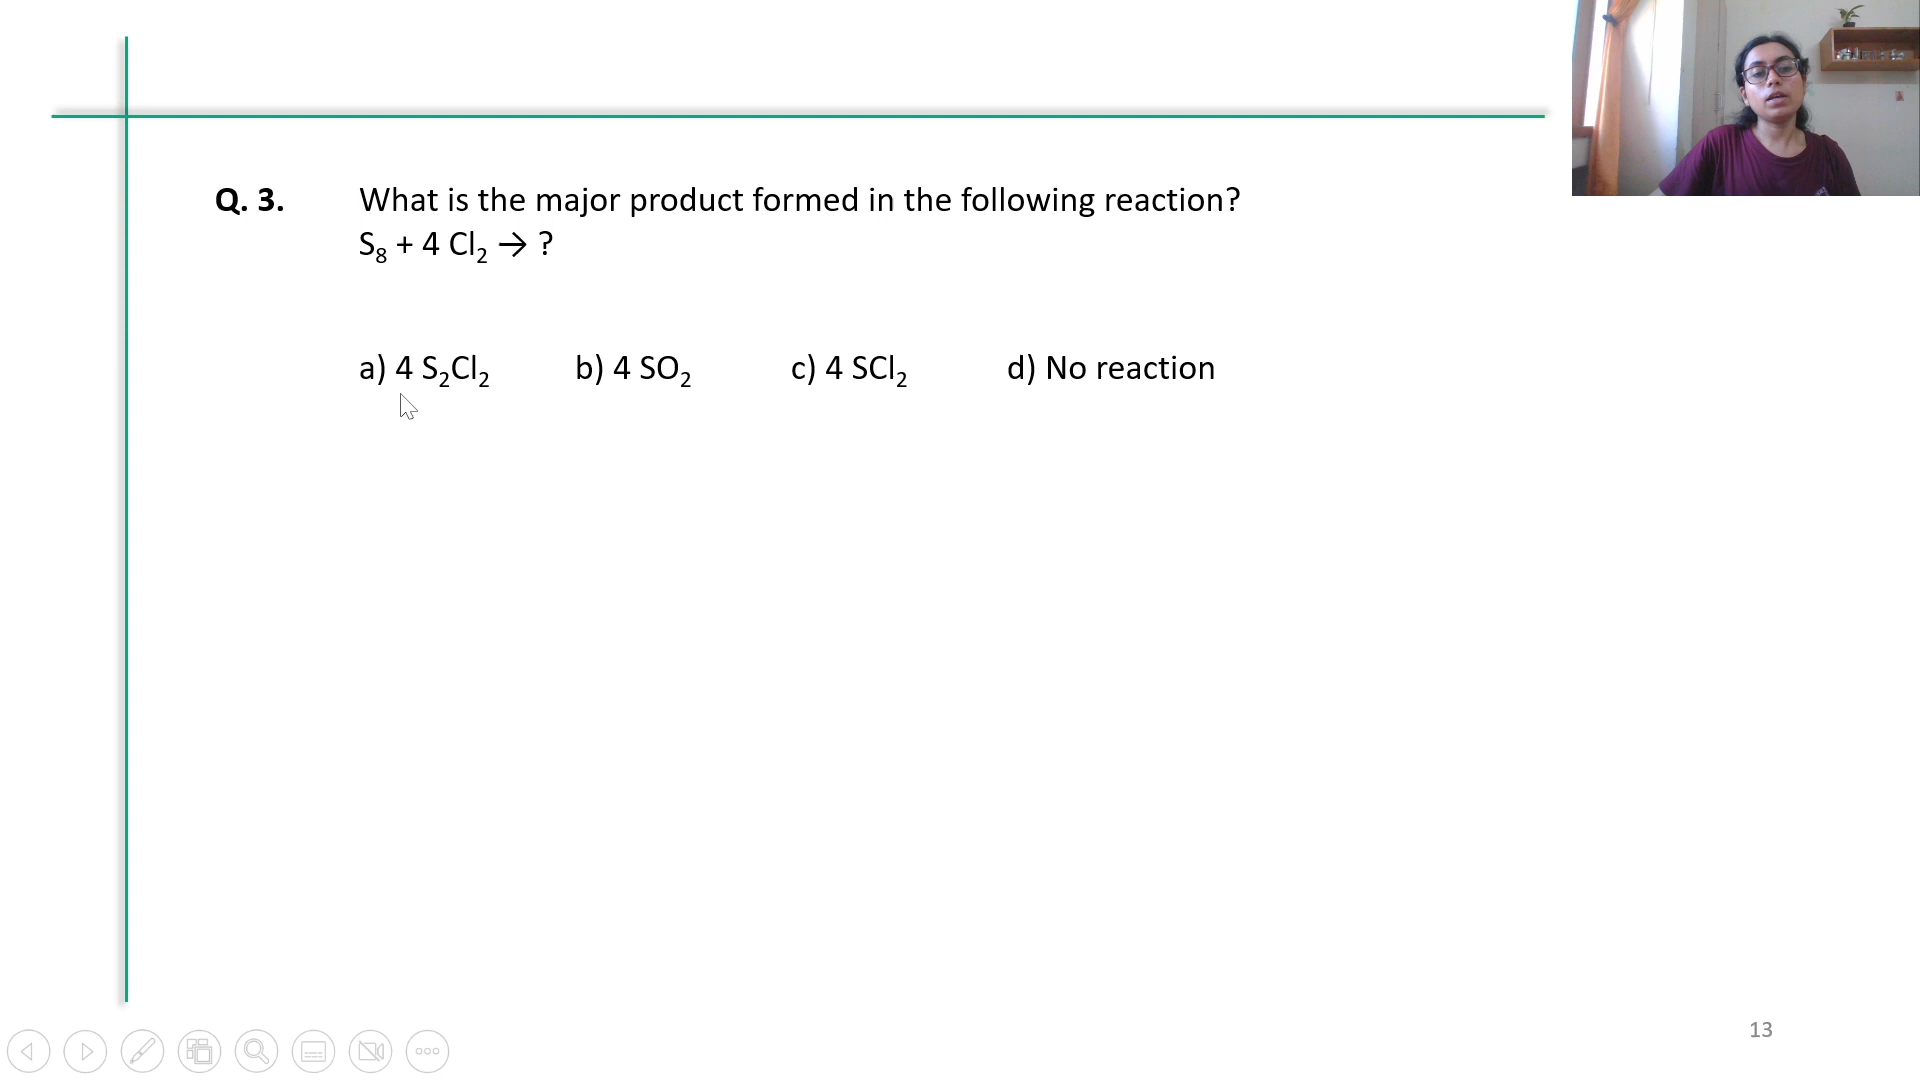 Q. 3. What is the major product formed in the following reaction?
S₈ + 4 Cl₂ → ?
a) 4 S₂Cl₂ b) 4 SO₂ c) 4 SCl₂ d) No reaction
13